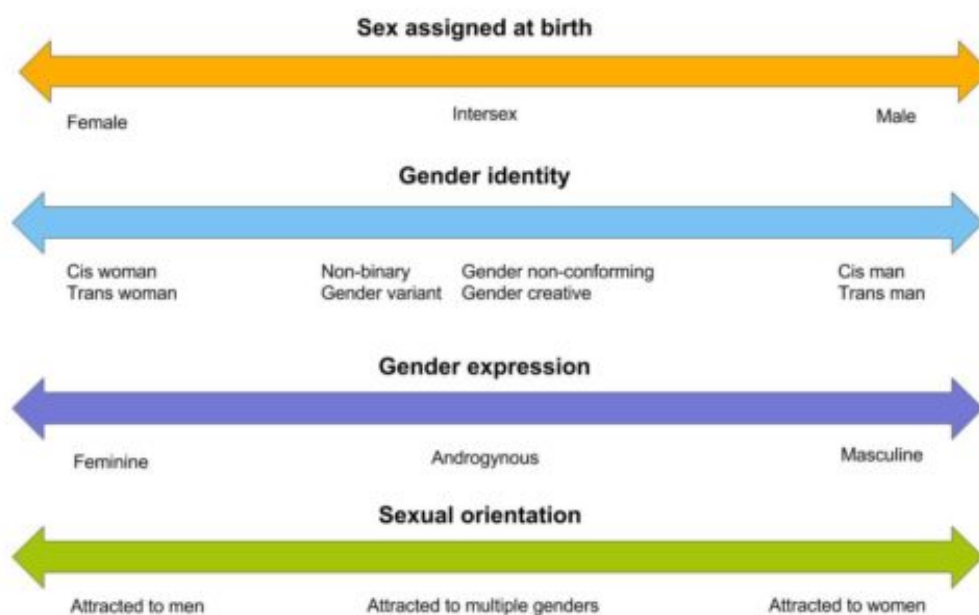 Sex assigned at birth
Female Intersex Male
Gender identity
Cis woman Non-binary Gender non-conforming Cis man
Trans woman Gender variant Gender creative Trans man
Gender expression
Feminine Androgynous Masculine
Sexual orientation
Attracted to men Attracted to multiple genders Attracted to women